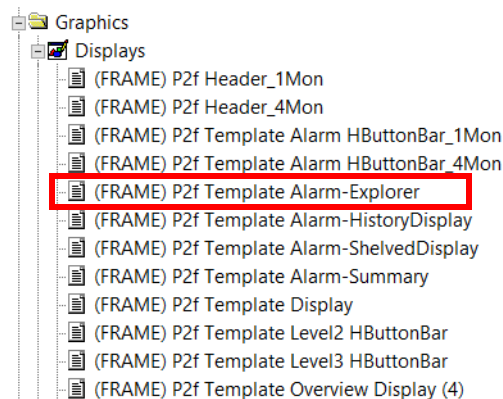 Graphics
Displays
(FRAME) P2f Header_1Mon
(FRAME) P2f Header_4Mon
(FRAME) P2f Template Alarm HButtonBar_1Mon
(FRAME) P2f Template Alarm HButtonBar_4Mon
(FRAME) P2f Template Alarm-Explorer
(FRAME) P2f Template Alarm-HistoryDisplay
(FRAME) P2f Template Alarm-ShelvedDisplay
(FRAME) P2f Template Alarm-Summary
(FRAME) P2f Template Display
(FRAME) P2f Template Level2 HButtonBar
(FRAME) P2f Template Level3 HButtonBar
(FRAME) P2f Template Overview Display (4)